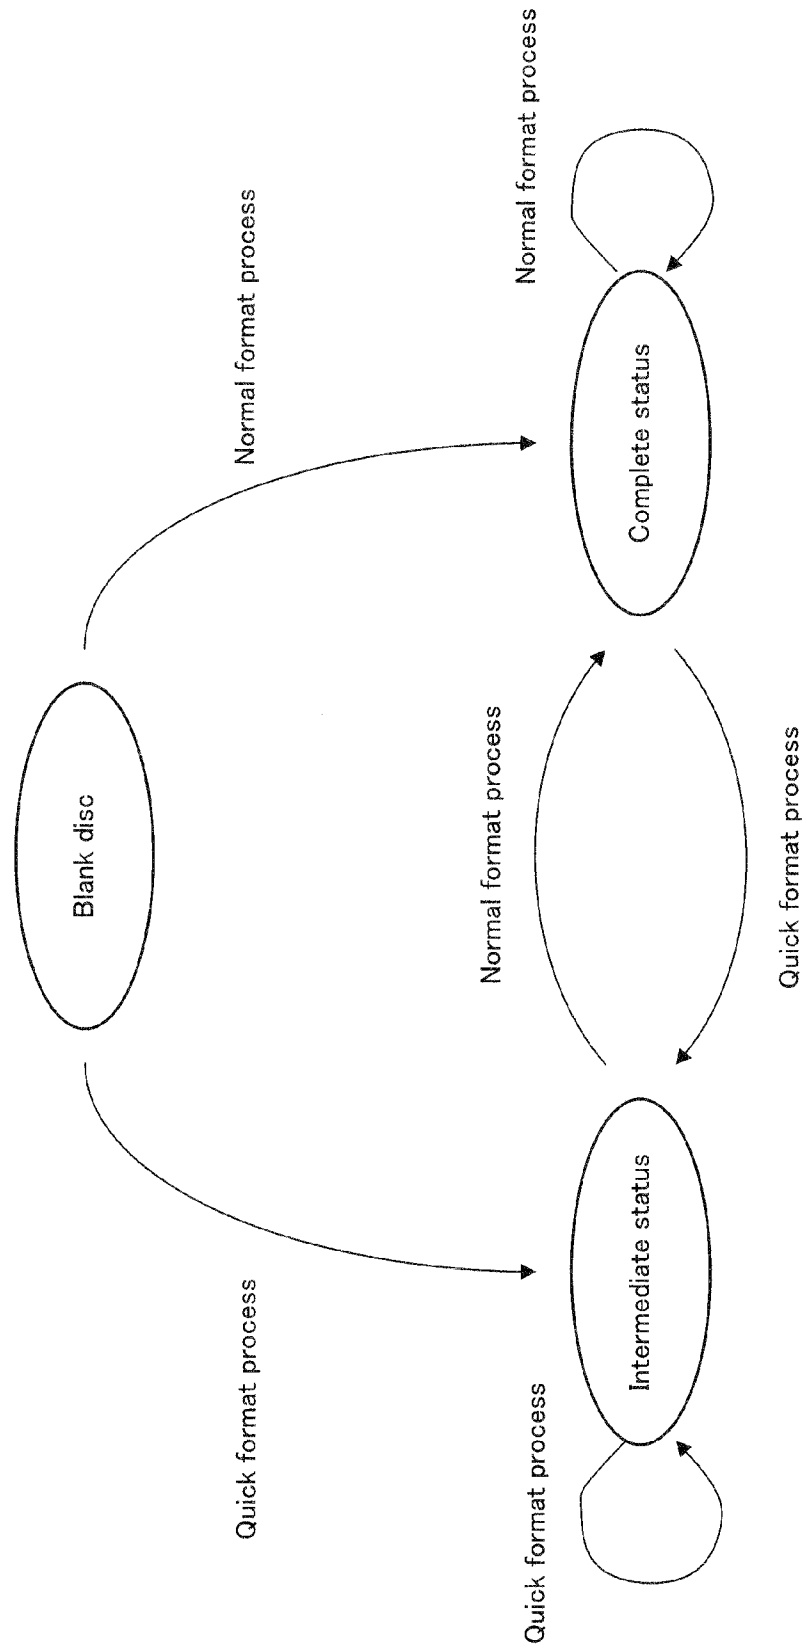 Blank disc
Quick format process
Normal format process
Normal format process
Quick format process
Normal format process
Intermediate status
Complete status
Quick format process